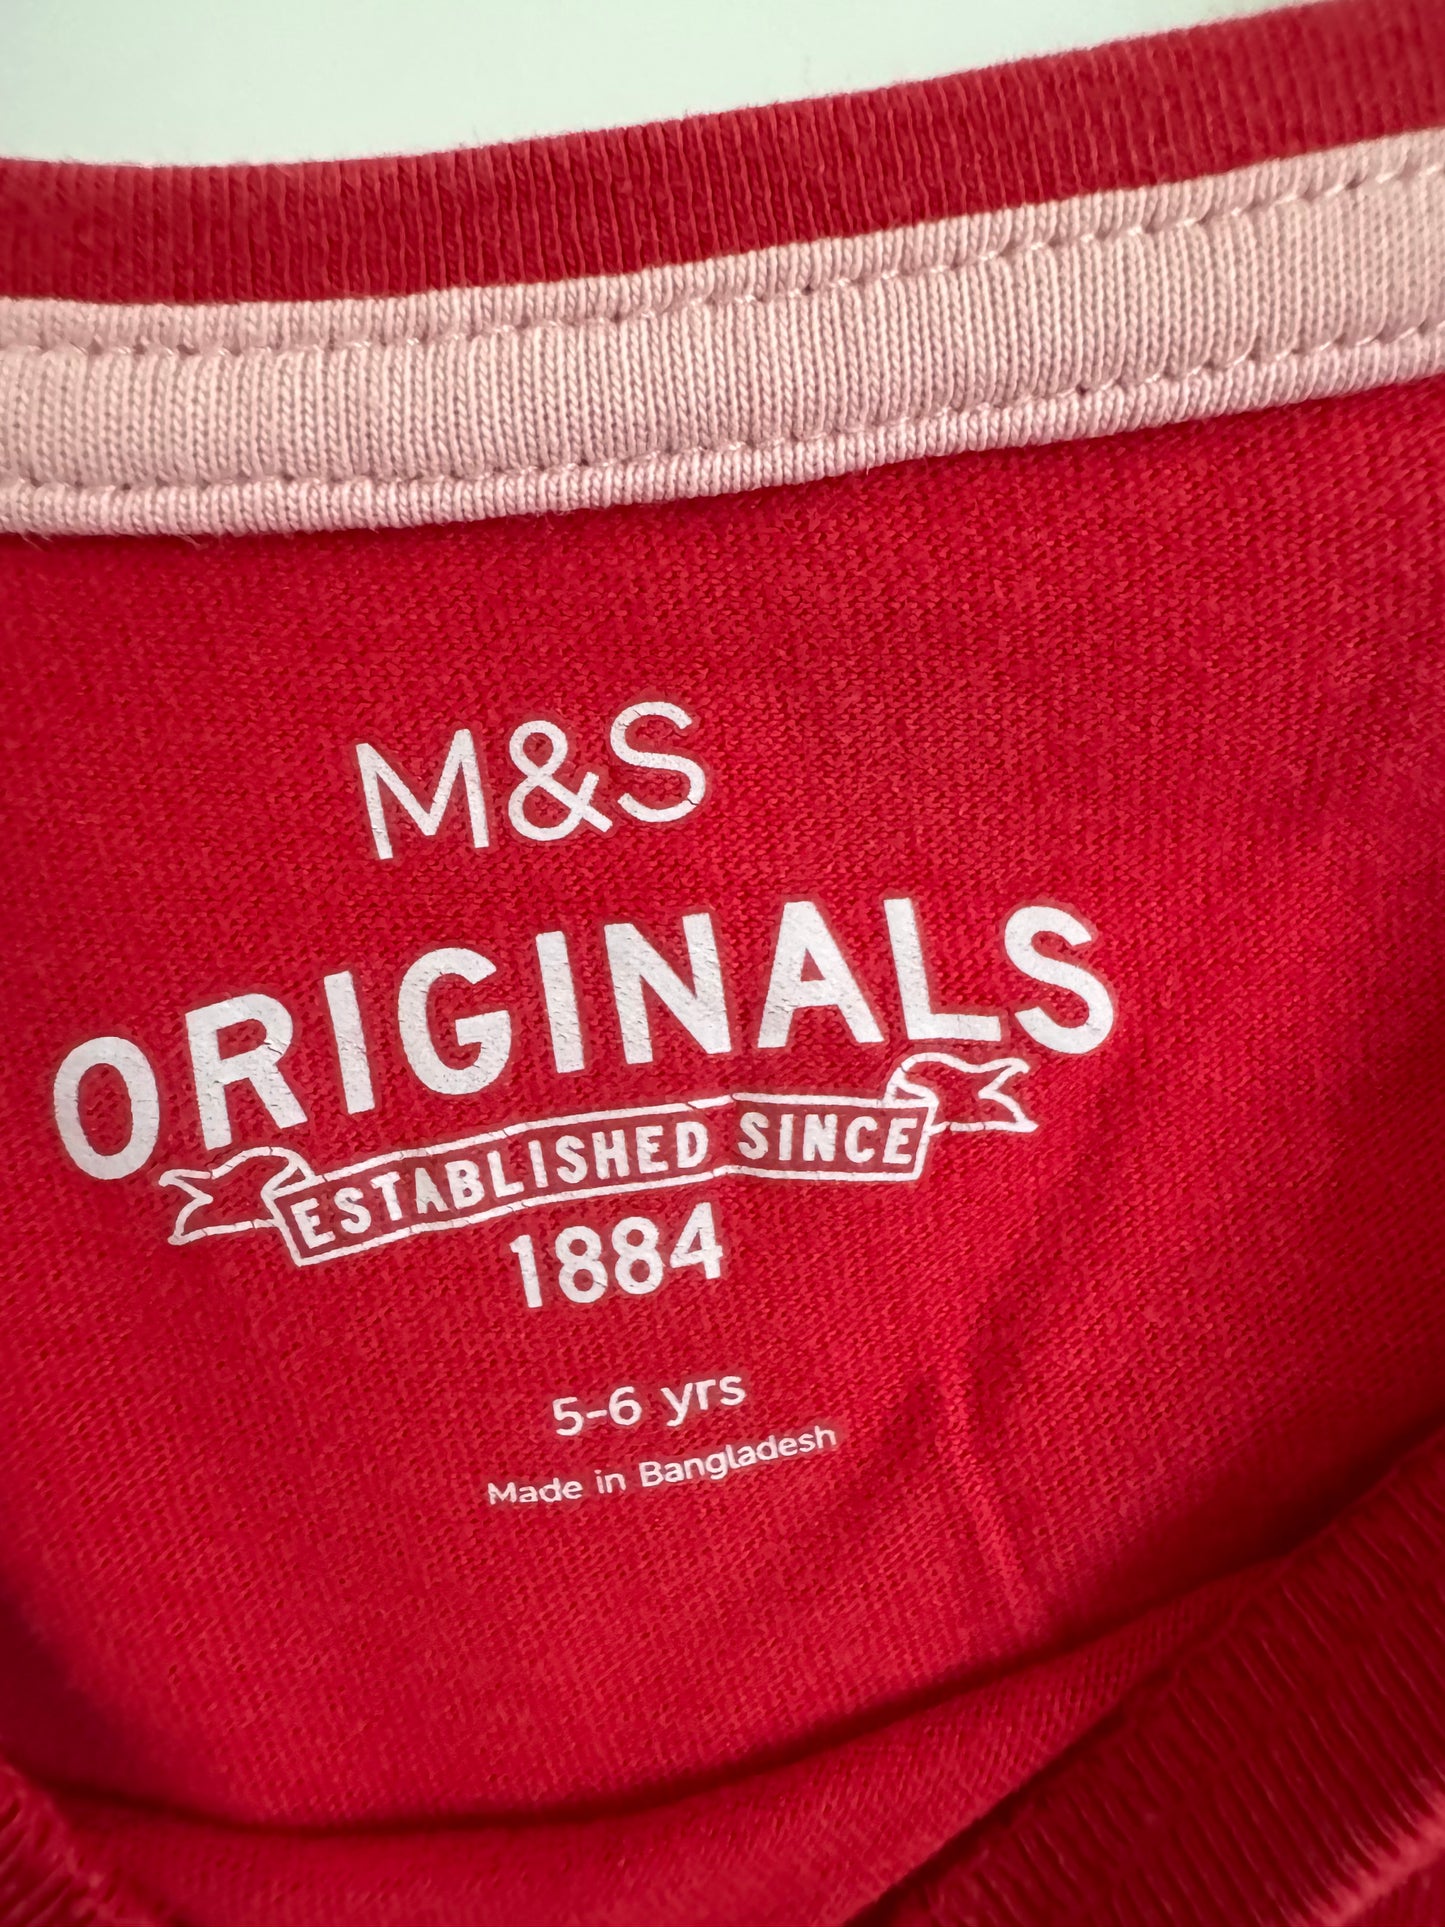 M&S
ORIGINALS
ESTABLISHED SINCE
1884
5-6 yrs
Made in Bangladesh